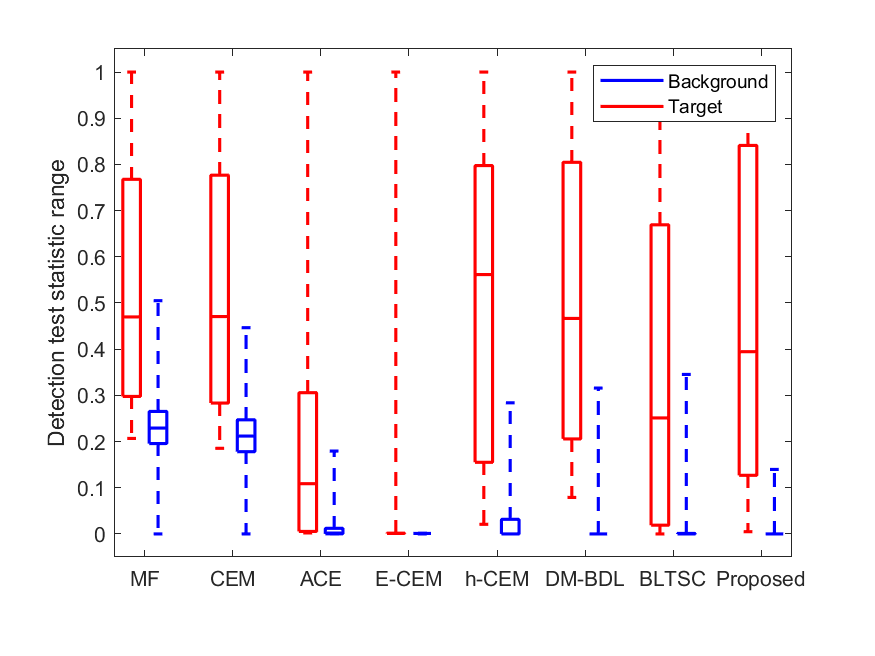 Detection test statistic range
1
0.9
0.8
0.7
0.6
0.5
0.4
0.3
0.2
0.1
0
Background
Target
MF CEM ACE E-CEM h-CEM DM-BDL BLTSC Proposed